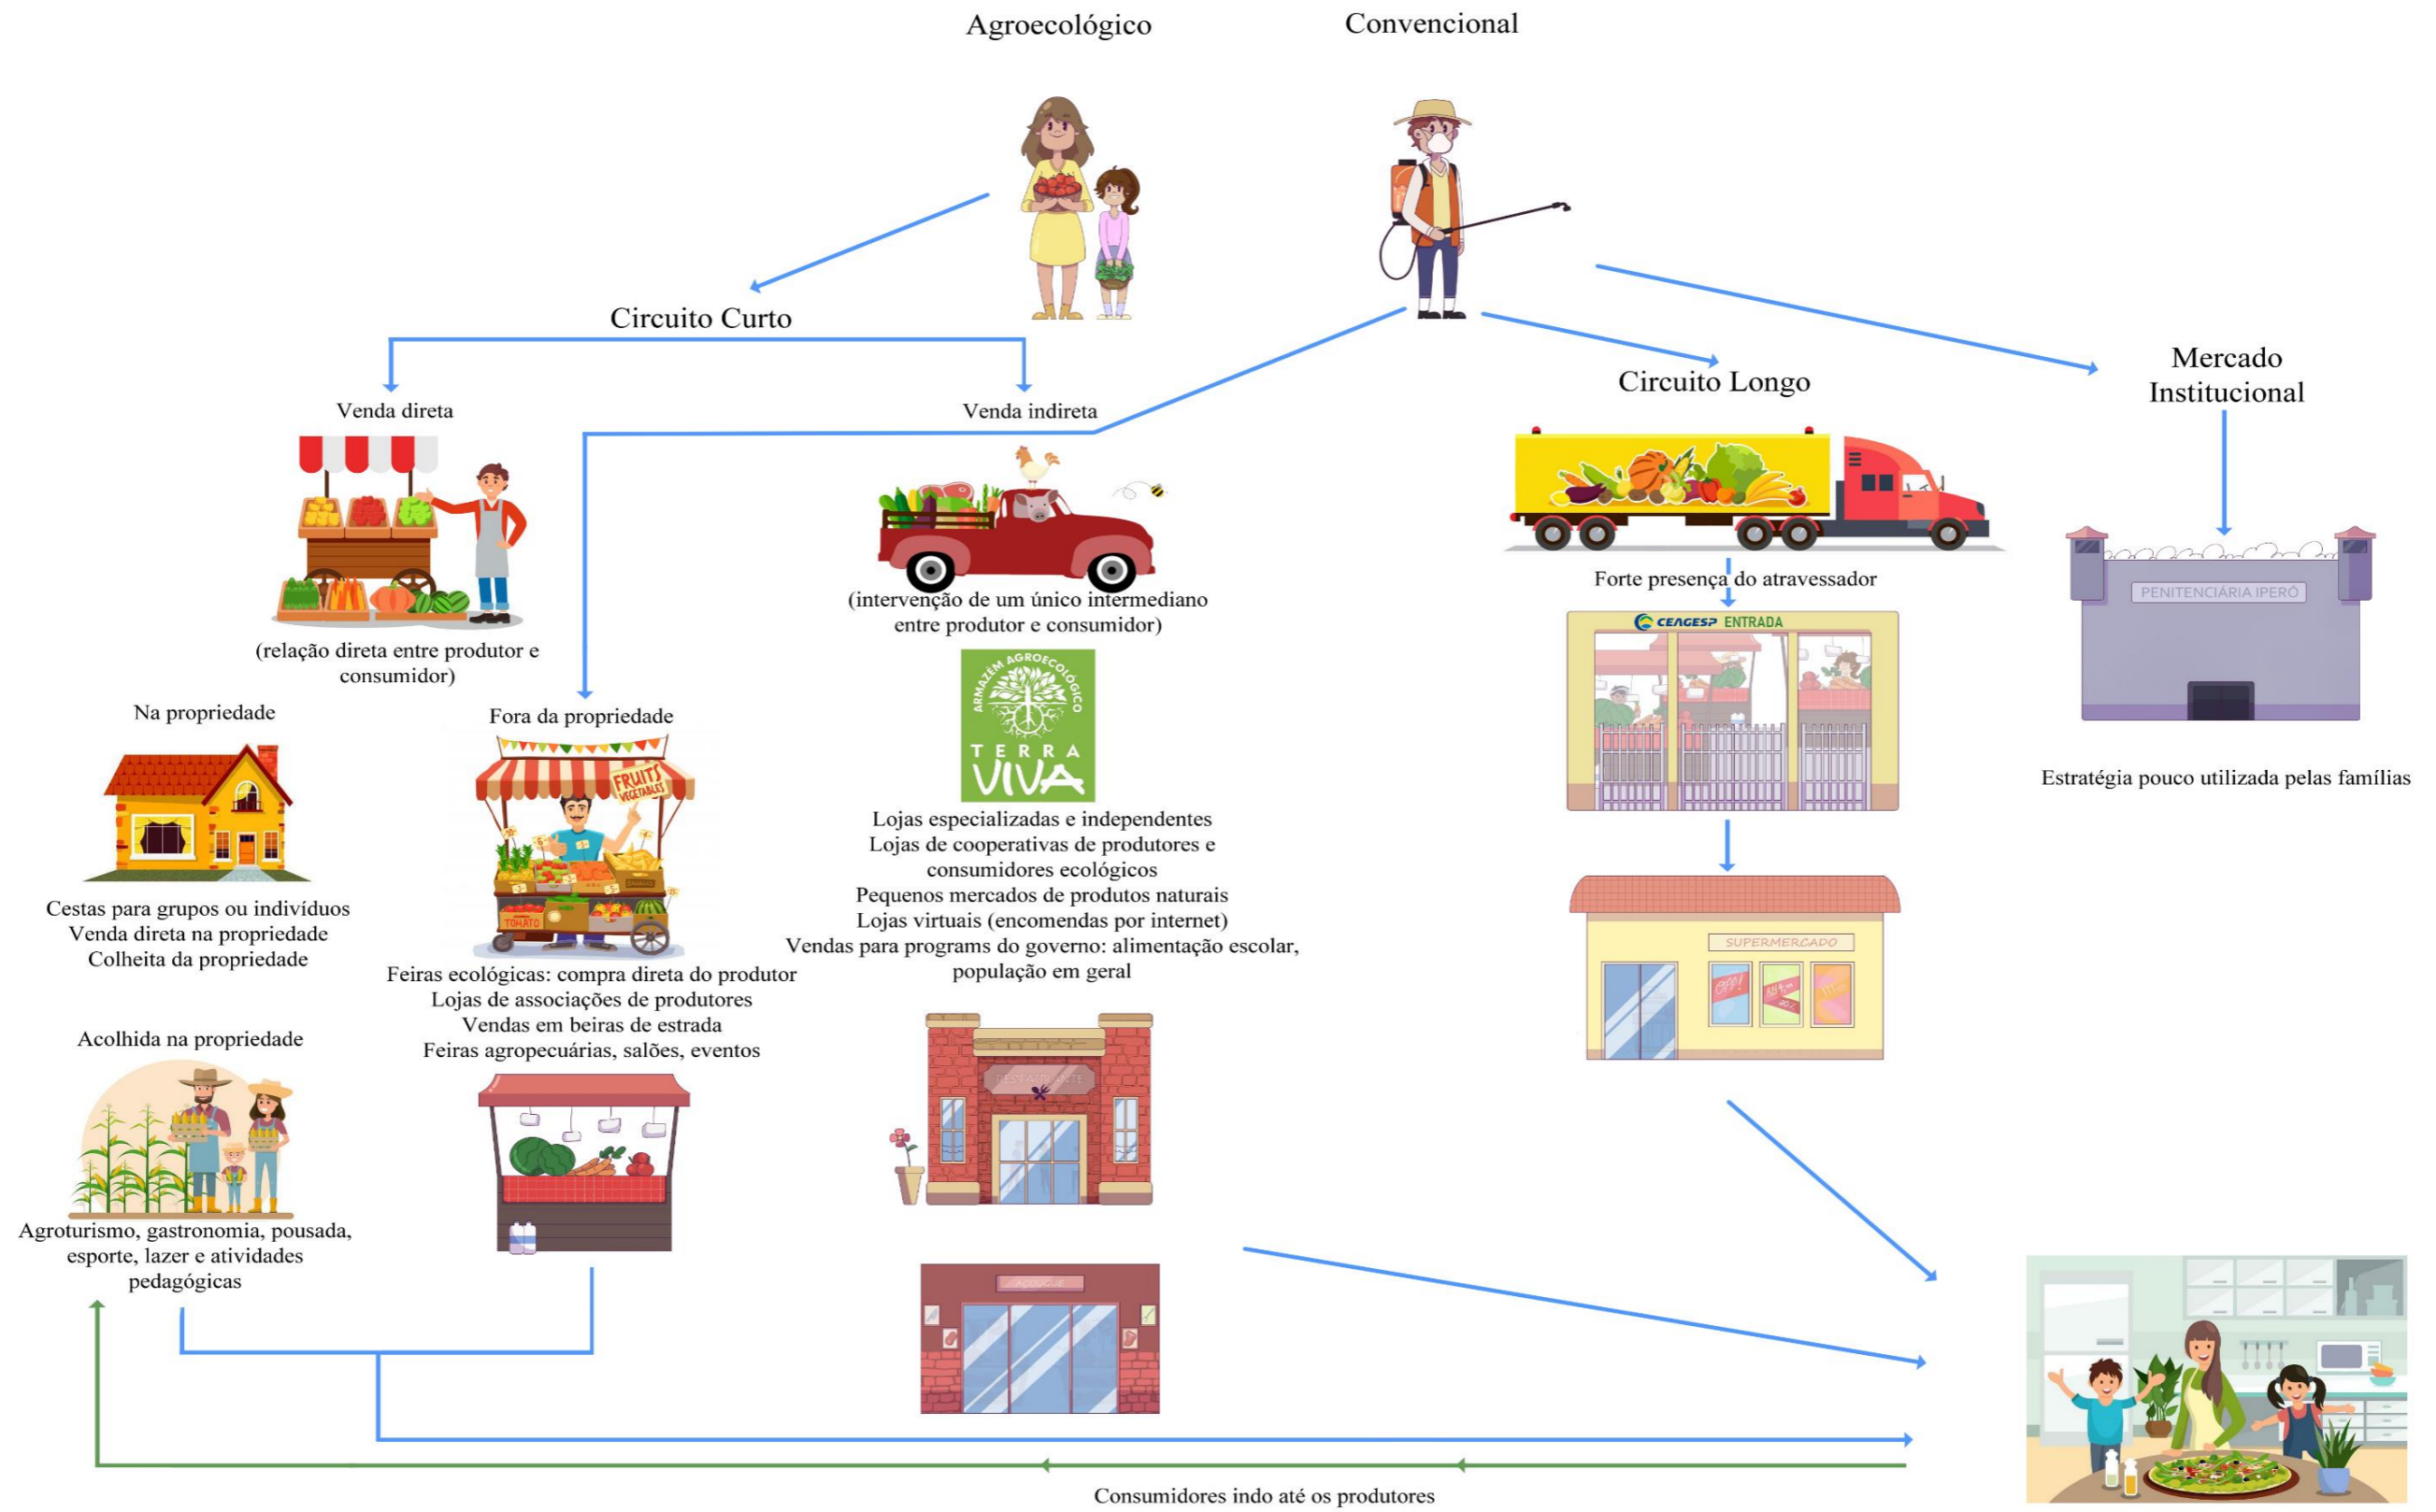 Agroecológico
Convencional
Circuito Curto
Circuito Longo
Mercado
Institucional
Venda direta
Venda indireta
(relação direta entre produtor e
consumidor)
(intervenção de um único intermediano
entre produtor e consumidor)
Forte presença do atravessador
CEAGESP ENTRADA
PENITENCIÁRIA IPERÓ
Estratégia pouco utilizada pelas famílias
Na propriedade
Fora da propriedade
FRUITS
VEGETABLES
TOMATO
ARMAZÉM AGROECOLÓGICO
TERRA
VIVA
Cestas para grupos ou indivíduos
Venda direta na propriedade
Colheita da propriedade
Feiras ecológicas: compra direta do produtor
Lojas de associações de produtores
Vendas em beiras de estrada
Feiras agropecuárias, salões, eventos
Lojas especializadas e independentes
Lojas de cooperativas de produtores e
consumidores ecológicos
Pequenos mercados de produtos naturais
Lojas virtuais (encomendas por internet)
Vendas para programs do governo: alimentação escolar,
população em geral
SUPERMERCADO
Acolhida na propriedade
Agroturismo, gastronomia, pousada,
esporte, lazer e atividades
pedagógicas
RESTAURANTE
AÇOUGUE
Consumidores indo até os produtores